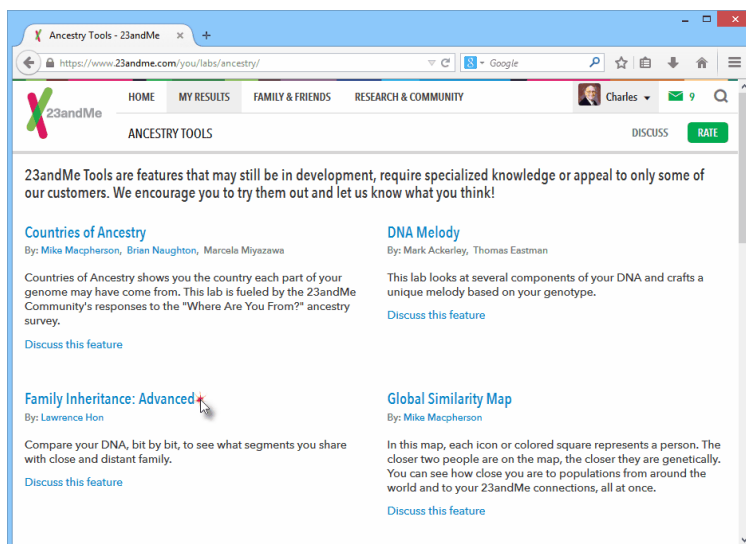 Ancestry Tools - 23andMe
https://www.23andme.com/you/labs/ancestry/
Google
23andMe
HOME MY RESULTS FAMILY & FRIENDS RESEARCH & COMMUNITY Charles 9
ANCESTRY TOOLS DISCUSS RATE
23andMe Tools are features that may still be in development, require specialized knowledge or appeal to only some of
our customers. We encourage you to try them out and let us know what you think!
Countries of Ancestry
By: Mike Macpherson, Brian Naughton, Marcela Miyazawa
Countries of Ancestry shows you the country each part of your
genome may have come from. This lab is fueled by the 23andMe
Community's responses to the "Where Are You From?" ancestry
survey.
Discuss this feature
DNA Melody
By: Mark Ackerley, Thomas Eastman
This lab looks at several components of your DNA and crafts a
unique melody based on your genotype.
Discuss this feature
Family Inheritance: Advanced
By: Lawrence Hon
Compare your DNA, bit by bit, to see what segments you share
with close and distant family.
Discuss this feature
Global Similarity Map
By: Mike Macpherson
In this map, each icon or colored square represents a person. The
closer two people are on the map, the closer they are genetically.
You can see how close you are to populations from around the
world and to your 23andMe connections, all at once.
Discuss this feature